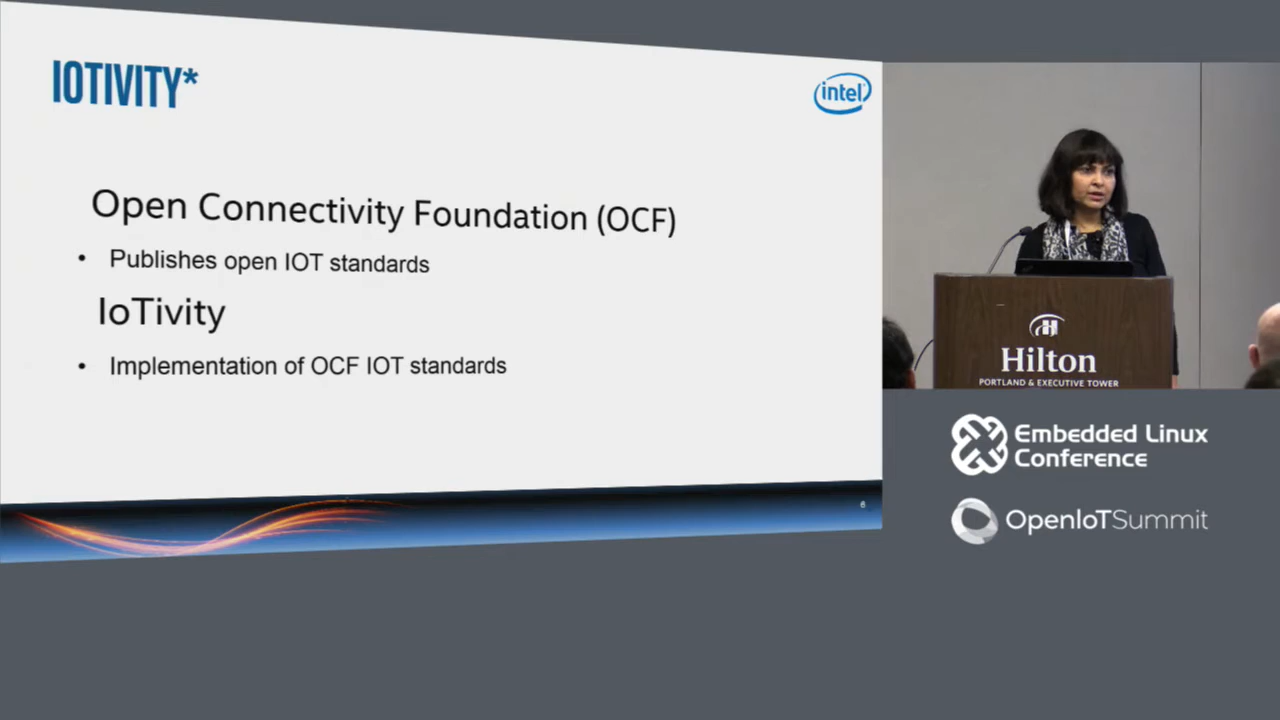 IOTIVITY*
intel
Open Connectivity Foundation (OCF)
• Publishes open IOT standards
IoTivity
• Implementation of OCF IOT standards
6
H
Hilton
PORTLAND & EXECUTIVE TOWER
Embedded Linux
Conference
OpenIoTSummit